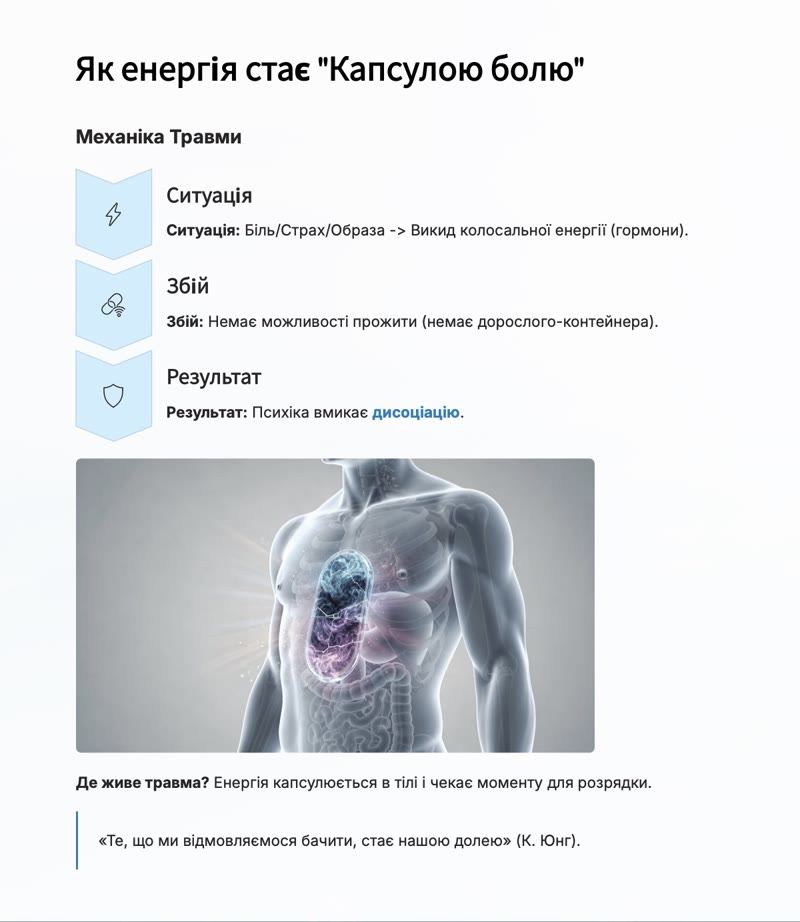 Як енергія стає "Капсулою болю"
Механіка Травми
Ситуація
Ситуація: Біль/Страх/Образа -> Викид колосальної енергії (гормони).
Збій
Збій: Немає можливості прожити (немає дорослого-контейнера).
Результат
Результат: Психіка вмикає дисоціацію.
Де живе травма? Енергія капсулюється в тілі і чекає моменту для розрядки.
«Те, що ми відмовляємося бачити, стає нашою долею» (К. Юнг).